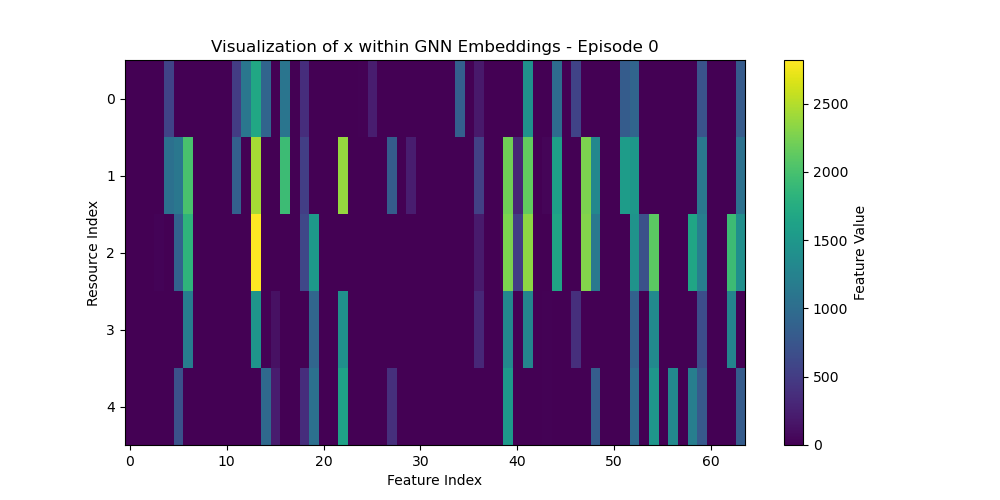 Visualization of x within GNN Embeddings - Episode 0
Resource Index
0
1
2
3
4
0 10 20 30 40 50 60
Feature Index
2500
2000
1500
1000
500
0
Feature Value